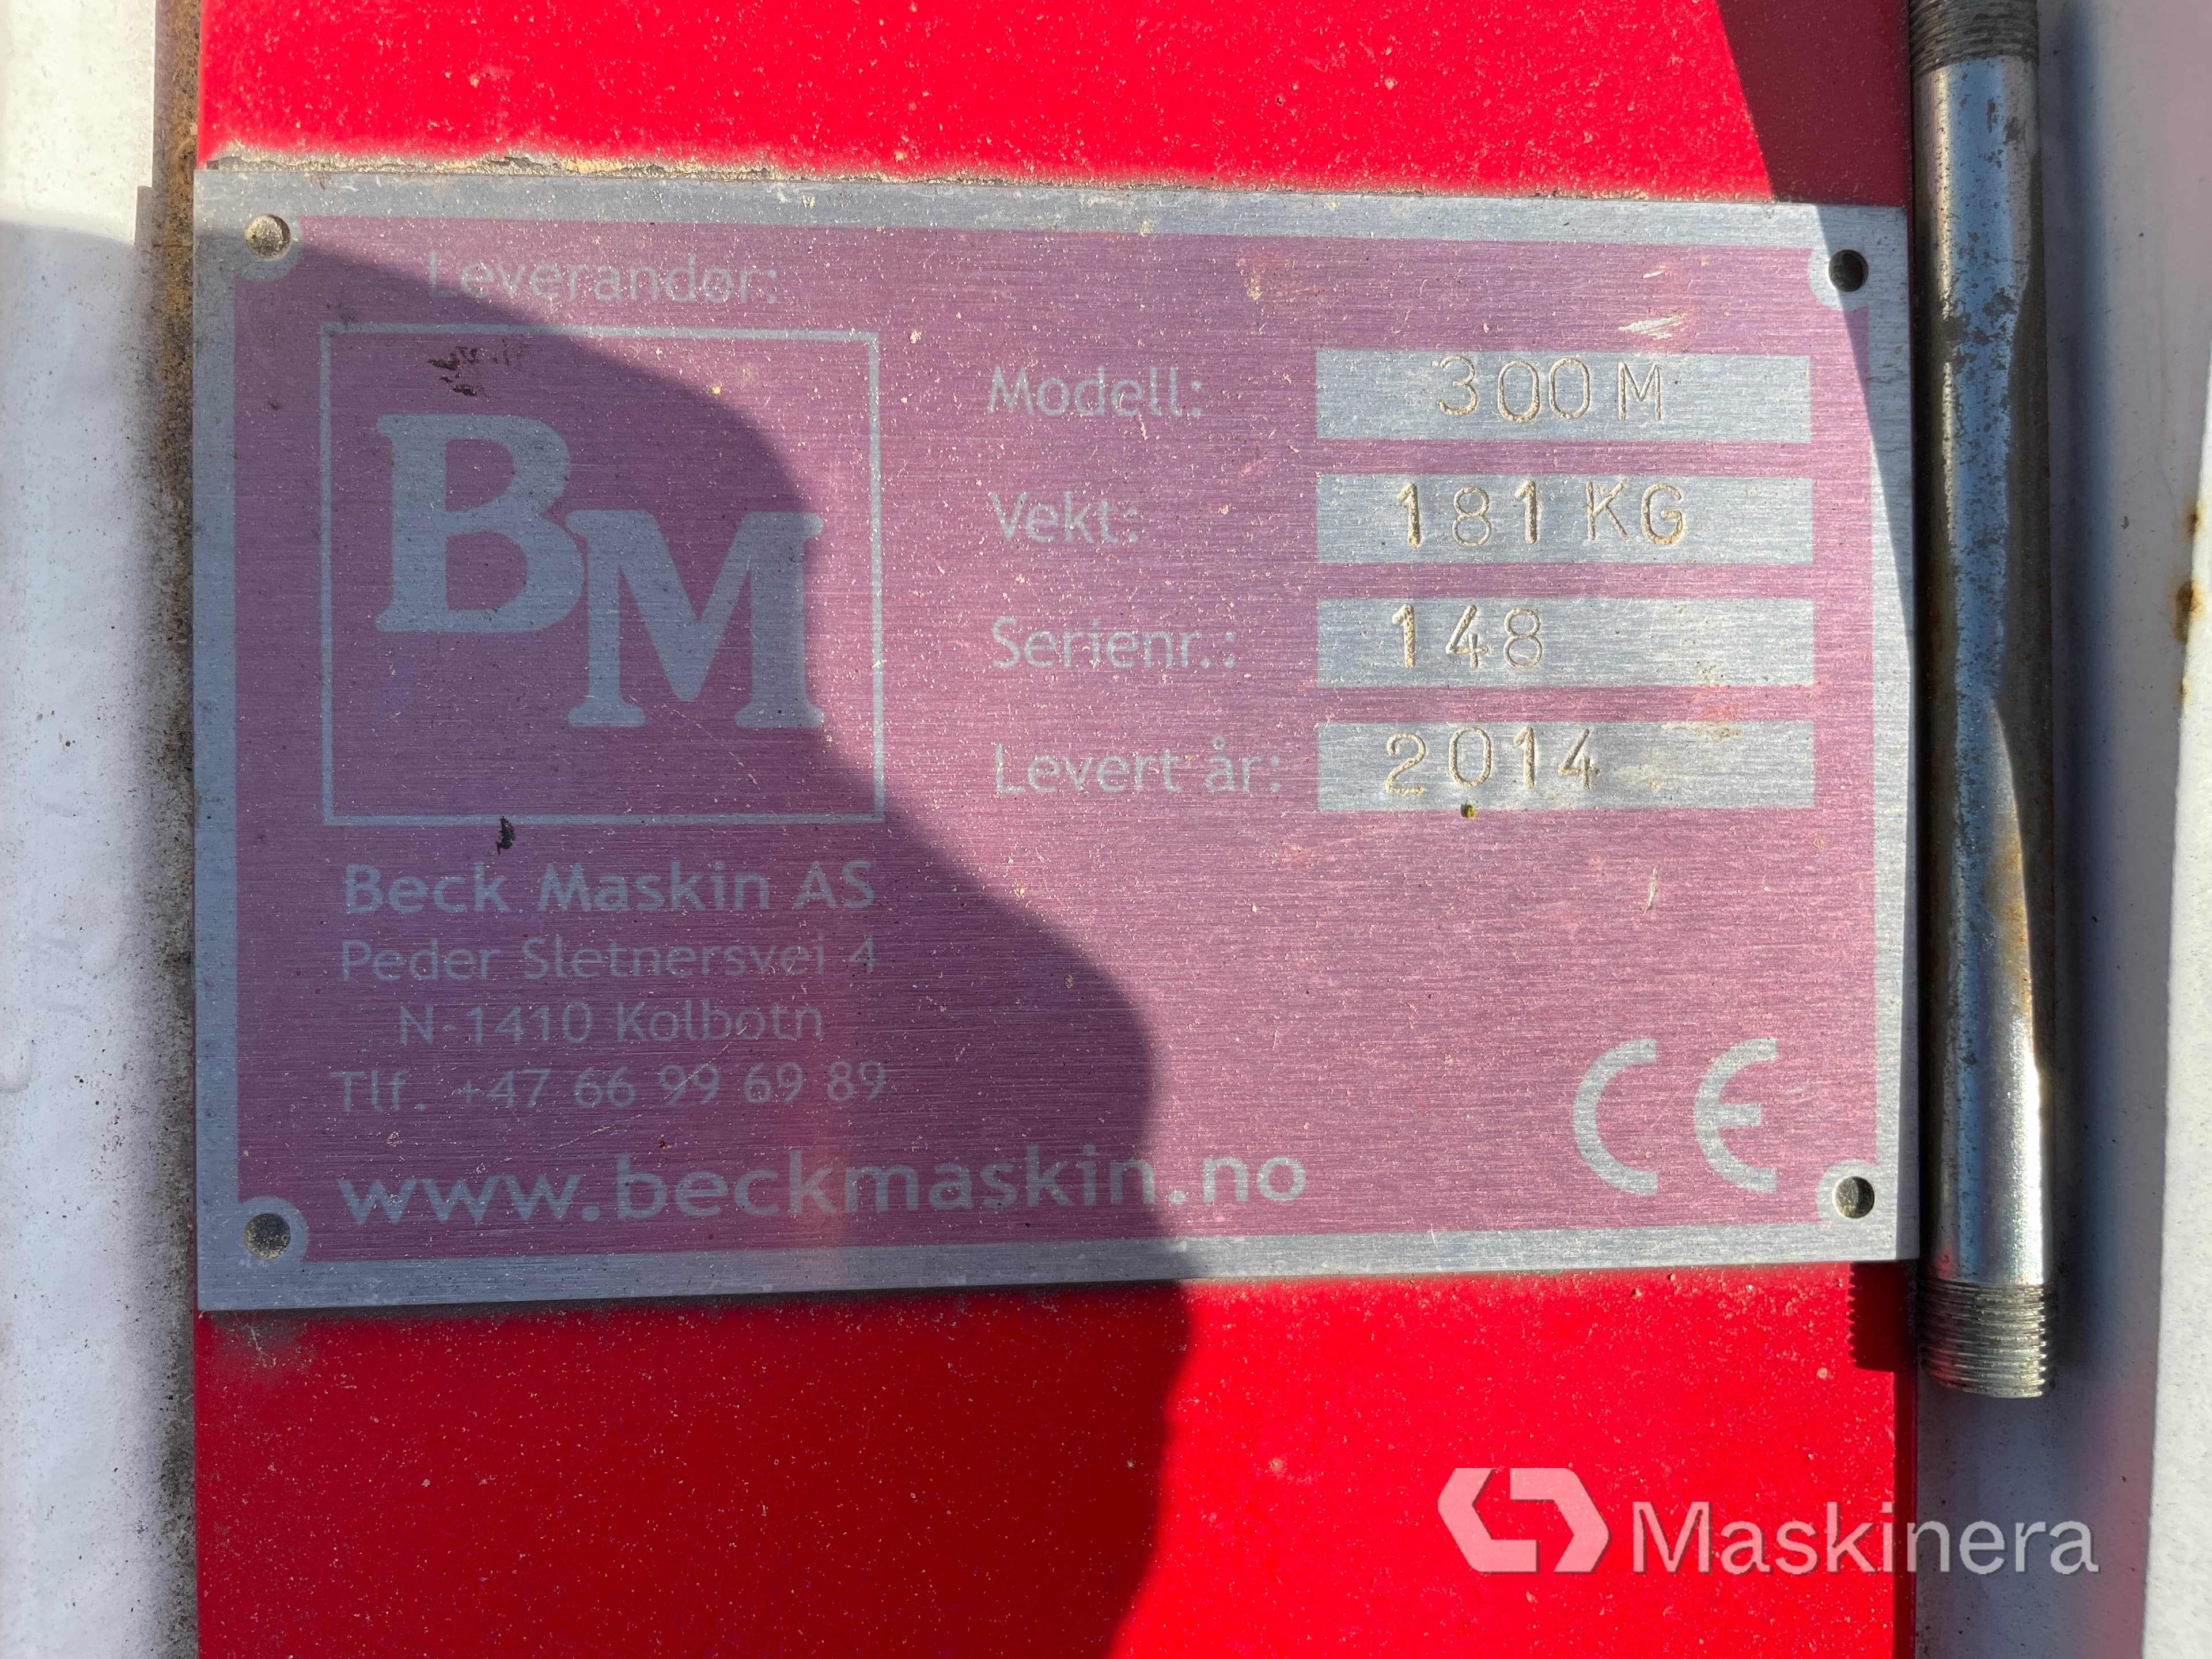 Leverandør:
BM
Beck Maskin AS
Peder Sletnersvei 4
N-1410 Kolbotn
Tlf. +47 66 99 69 89
www.beckmaskin.no
Modell: 300 M
Vekt: 181 KG
Serienr.: 148
Levert år: 2014
CE
Maskinera